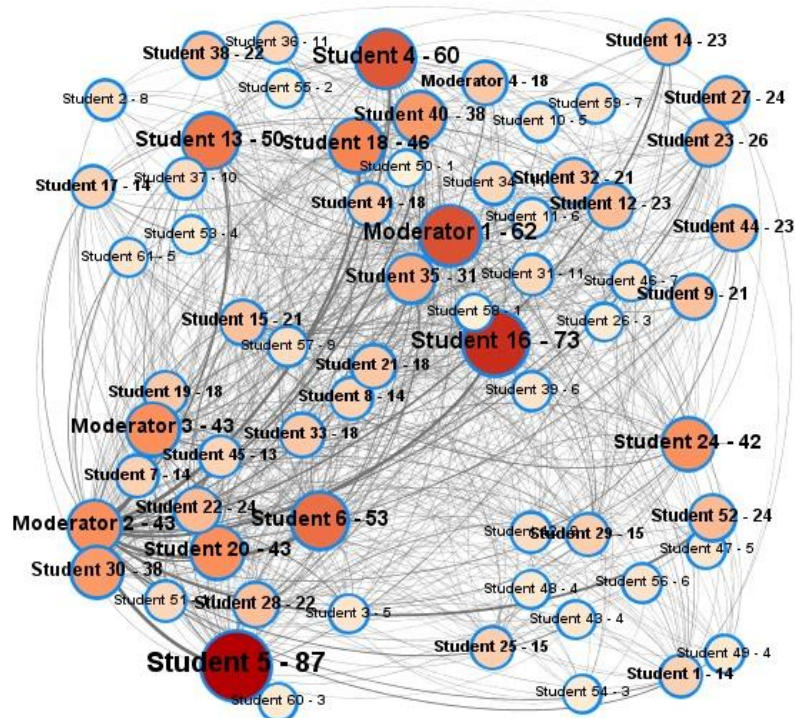 Student 36 - 11
Student 14 - 23
Student 38 - 22
Student 4 - 60
Moderator 4 - 18
Student 55 - 2
Student 2 - 8
Student 27 - 24
Student 59 - 7
Student 40 - 38
Student 10 - 5
Student 13 - 50
Student 18 - 46
Student 23 - 26
Student 50 - 1
Student 37 - 10
Student 17 - 14
Student 34
Student 32 - 21
Student 41 - 18
Student 12 - 23
Student 11 - 6
Student 44 - 23
Moderator 1 - 62
Student 53 - 4
Student 61 - 5
Student 35 - 31
Student 31 - 11
Student 46 - 7
Student 9 - 21
Student 58 - 1
Student 15 - 21
Student 26 - 3
Student 16 - 73
Student 57 - 9
Student 21 - 18
Student 39 - 6
Student 19 - 18
Student 8 - 14
Moderator 3 - 43
Student 33 - 18
Student 24 - 42
Student 45 - 13
Student 7 - 14
Student 22 - 24
Student 52 - 24
Student 6 - 53
Moderator 2 - 43
Student 29 - 15
Student 20 - 43
Student 47 - 5
Student 30 - 38
Student 56 - 6
Student 48 - 4
Student 51
Student 28 - 22
Student 3 - 5
Student 43 - 4
Student 25 - 15
Student 49 - 4
Student 5 - 87
Student 1 - 14
Student 54 - 3
Student 60 - 3